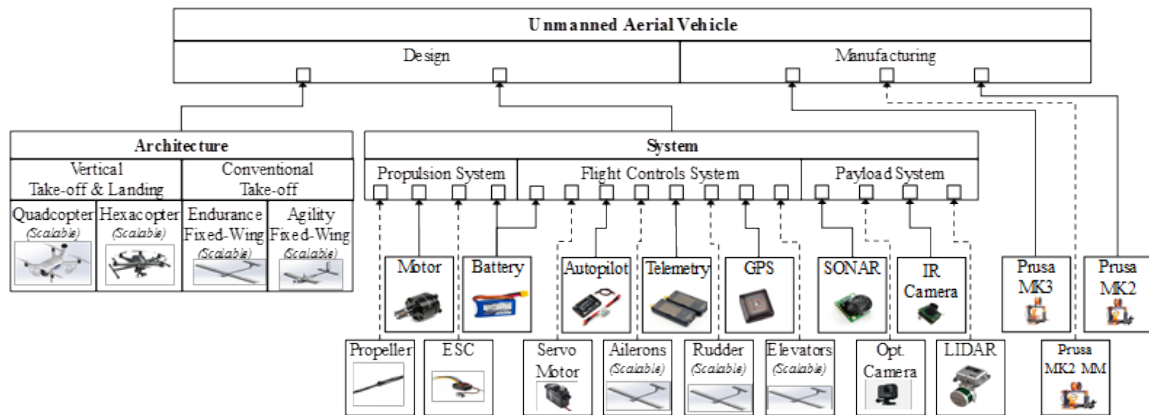 Unmanned Aerial Vehicle
Design
Manufacturing
Architecture
System
Vertical
Take-off & Landing
Conventional
Take-off
Propulsion System
Flight Controls System
Payload System
Quadcopter
(Scalable)
Hexacopter
(Scalable)
Endurance
Fixed-Wing
(Scalable)
Agility
Fixed-Wing
(Scalable)
Motor
Battery
Autopilot
Telemetry
GPS
SONAR
IR
Camera
Prusa
MK3
Prusa
MK2
Propeller
ESC
Servo
Motor
Ailerons
(Scalable)
Rudder
(Scalable)
Elevators
(Scalable)
Opt.
Camera
LIDAR
Prusa
MK2 MM